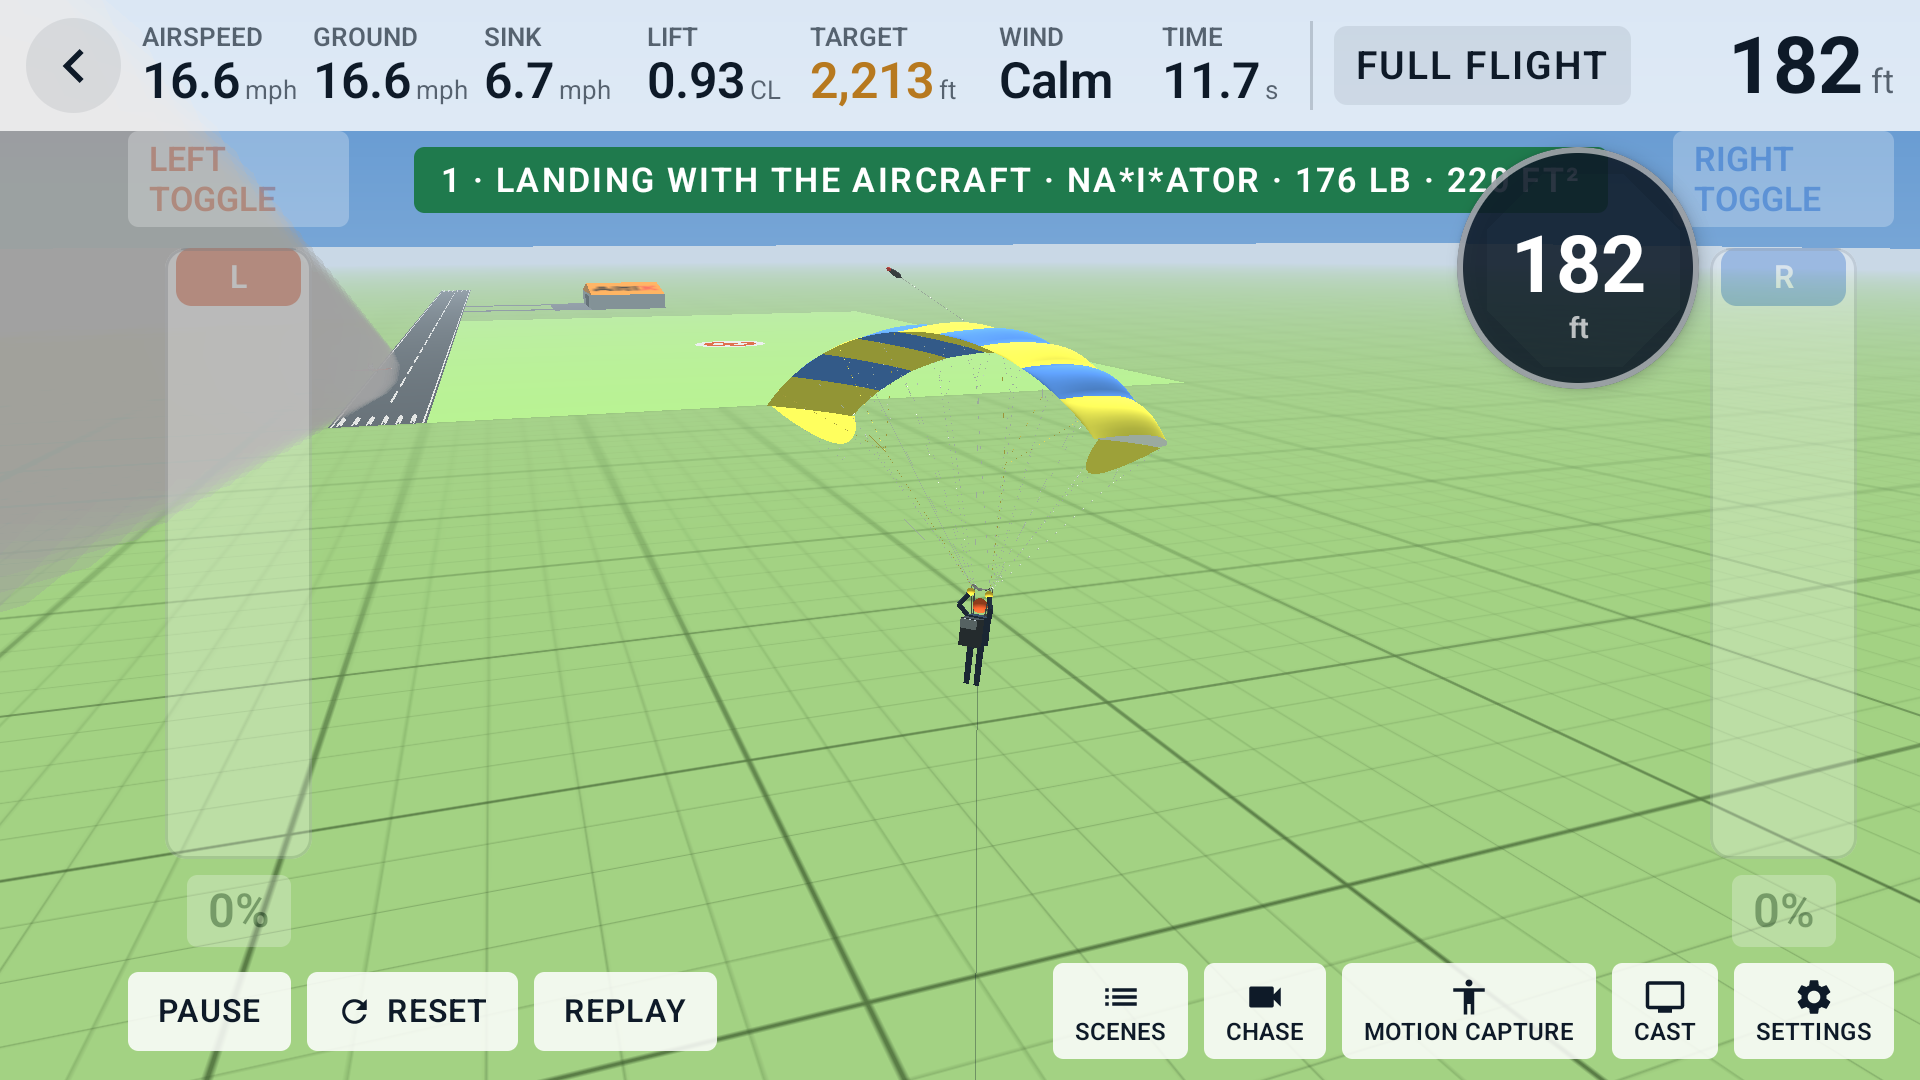 AIRSPEED GROUND SINK LIFT TARGET WIND TIME
16.6 mph 16.6 mph 6.7 mph 0.93 CL 2,213 ft Calm 11.7 s FULL FLIGHT 182 ft
LEFT TOGGLE
1 · LANDING WITH THE AIRCRAFT · NA*I*ATOR · 176 LB · 220 FT²
RIGHT TOGGLE
182
ft
L
R
0%
0%
PAUSE RESET REPLAY SCENES CHASE MOTION CAPTURE CAST SETTINGS